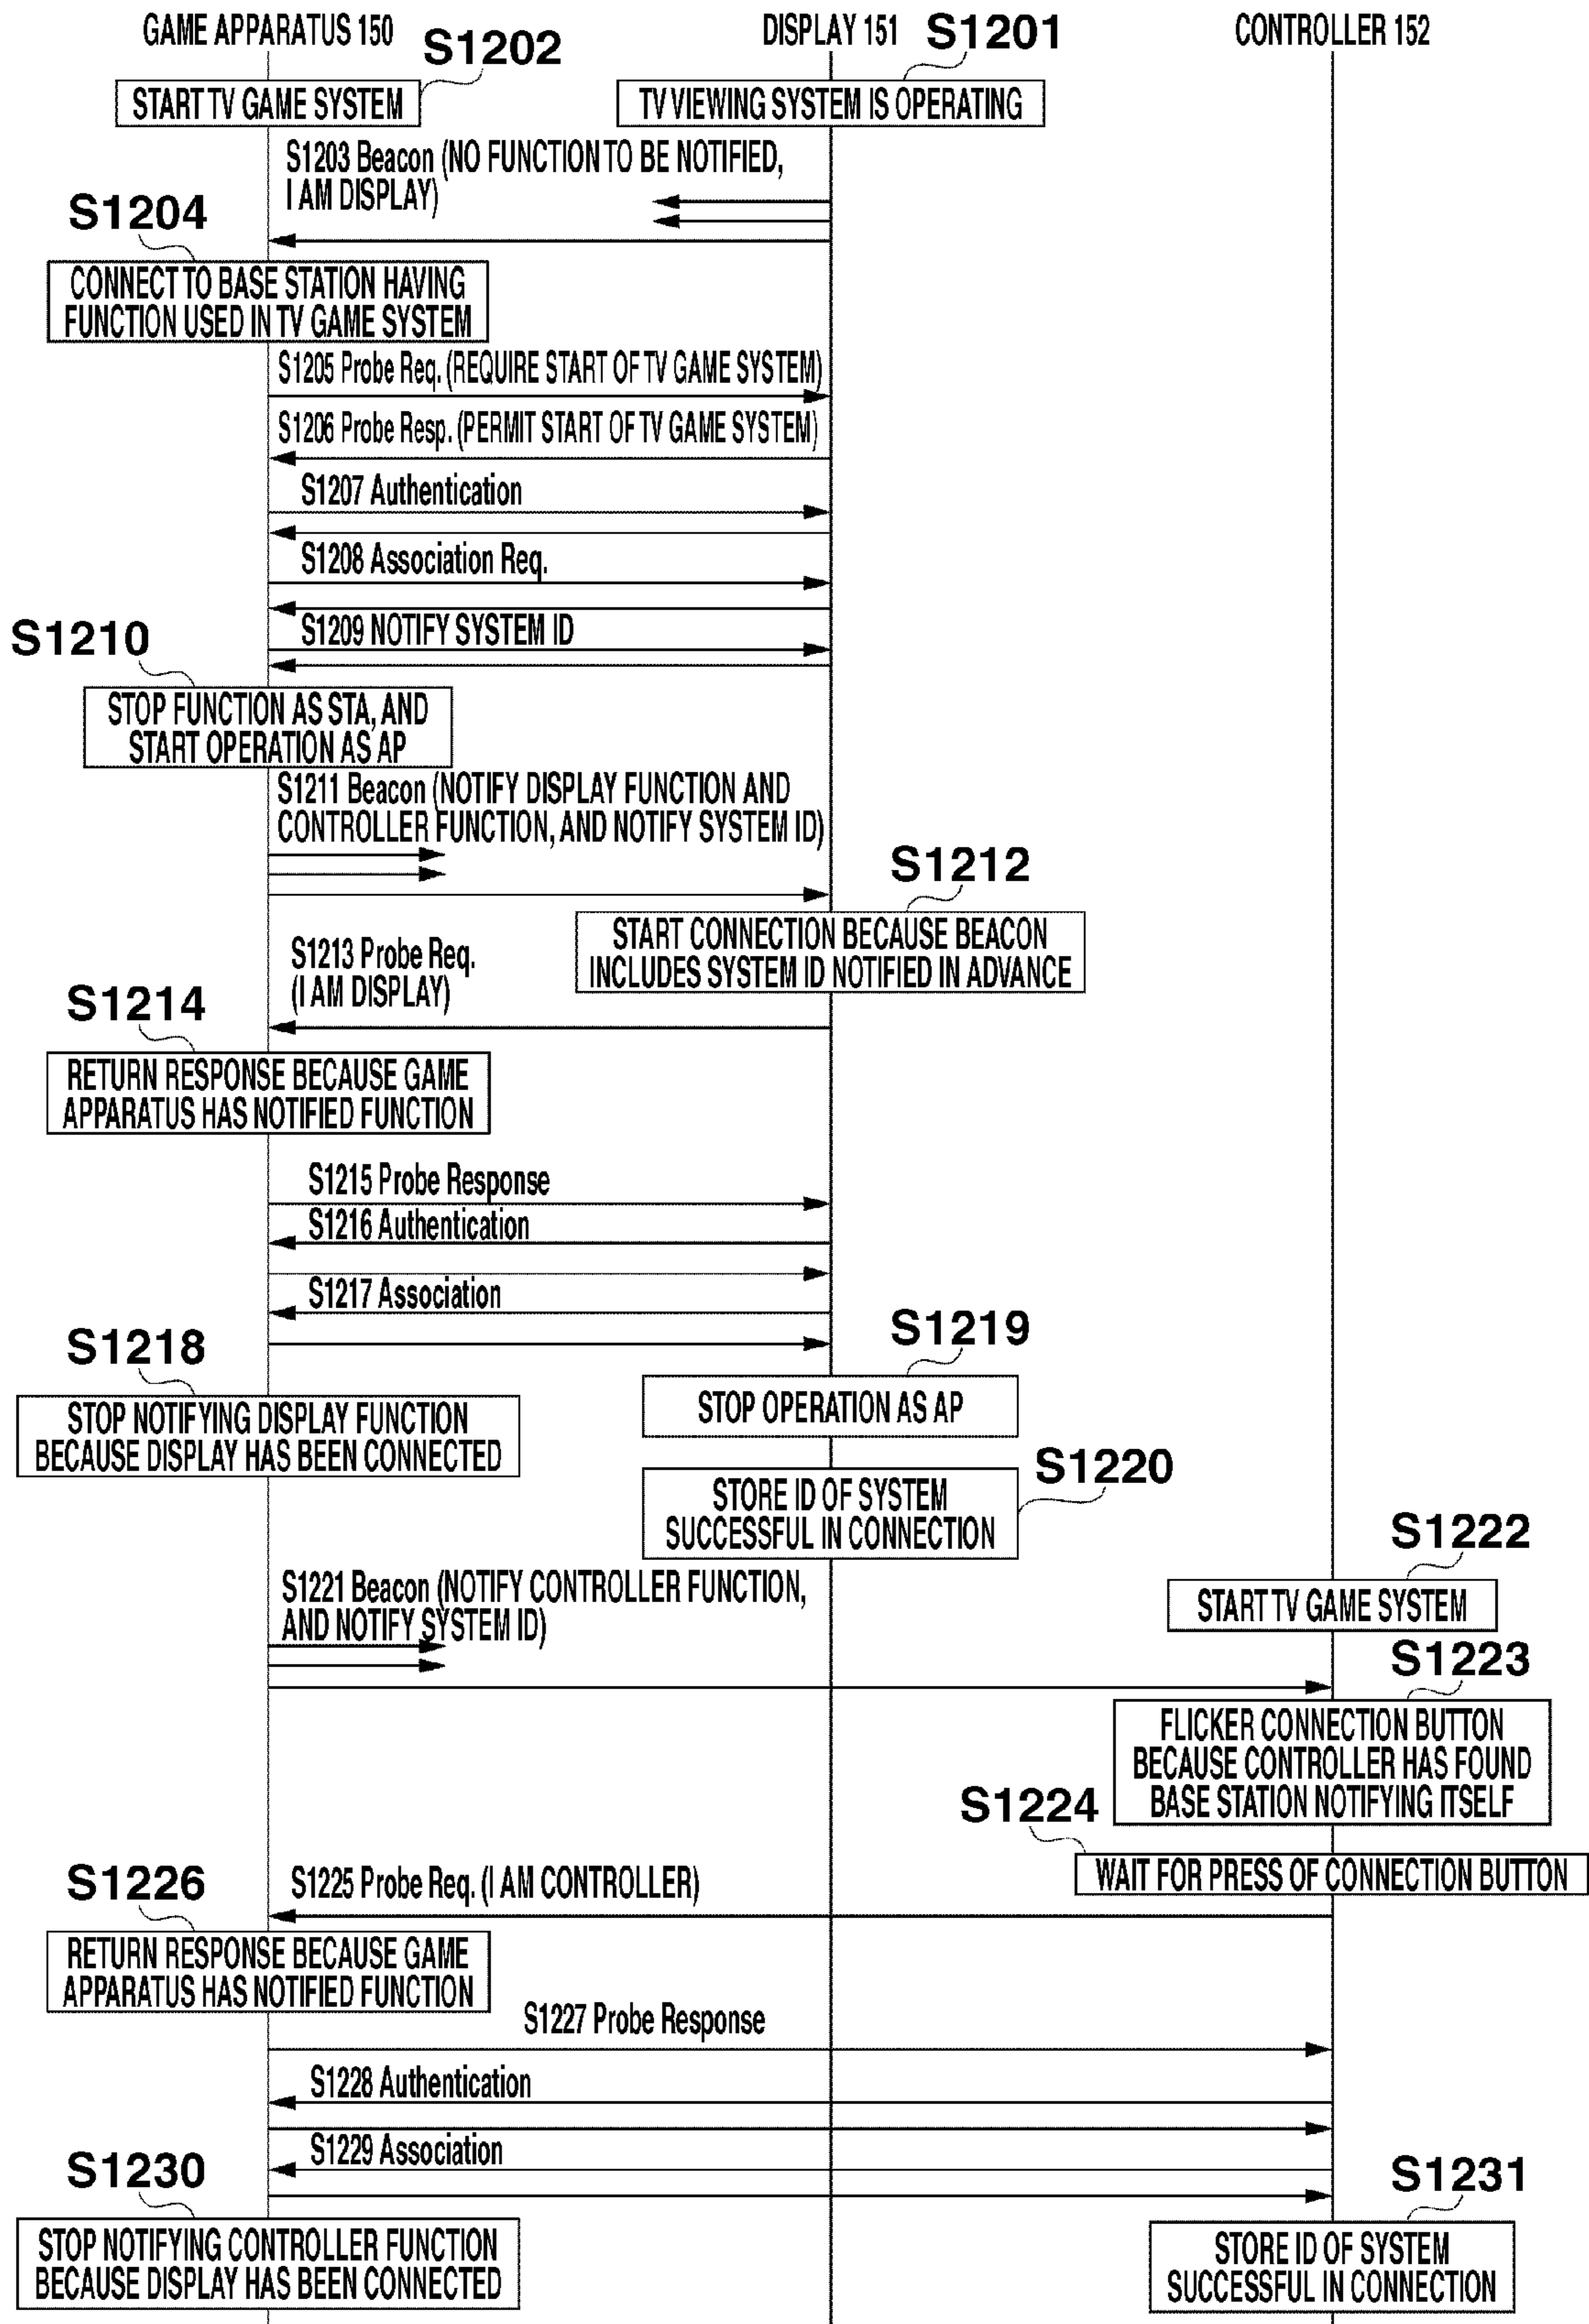 GAME APPARATUS 150
DISPLAY 151
CONTROLLER 152
S1202
S1201
START TV GAME SYSTEM
TV VIEWING SYSTEM IS OPERATING
S1203 Beacon (NO FUNCTION TO BE NOTIFIED,
I AM DISPLAY)
S1204
CONNECT TO BASE STATION HAVING
FUNCTION USED IN TV GAME SYSTEM
S1205 Probe Req. (REQUIRE START OF TV GAME SYSTEM)
S1206 Probe Resp. (PERMIT START OF TV GAME SYSTEM)
S1207 Authentication
S1208 Association Req.
S1209 NOTIFY SYSTEM ID
S1210
STOP FUNCTION AS STA, AND
START OPERATION AS AP
S1211 Beacon (NOTIFY DISPLAY FUNCTION AND
CONTROLLER FUNCTION, AND NOTIFY SYSTEM ID)
S1212
START CONNECTION BECAUSE BEACON
INCLUDES SYSTEM ID NOTIFIED IN ADVANCE
S1213 Probe Req.
(I AM DISPLAY)
S1214
RETURN RESPONSE BECAUSE GAME
APPARATUS HAS NOTIFIED FUNCTION
S1215 Probe Response
S1216 Authentication
S1217 Association
S1218
S1219
STOP NOTIFYING DISPLAY FUNCTION
BECAUSE DISPLAY HAS BEEN CONNECTED
STOP OPERATION AS AP
S1220
STORE ID OF SYSTEM
SUCCESSFUL IN CONNECTION
S1221 Beacon (NOTIFY CONTROLLER FUNCTION,
AND NOTIFY SYSTEM ID)
S1222
START TV GAME SYSTEM
S1223
FLICKER CONNECTION BUTTON
BECAUSE CONTROLLER HAS FOUND
BASE STATION NOTIFYING ITSELF
S1224
WAIT FOR PRESS OF CONNECTION BUTTON
S1225 Probe Req. (I AM CONTROLLER)
S1226
RETURN RESPONSE BECAUSE GAME
APPARATUS HAS NOTIFIED FUNCTION
S1227 Probe Response
S1228 Authentication
S1229 Association
S1230
S1231
STOP NOTIFYING CONTROLLER FUNCTION
BECAUSE DISPLAY HAS BEEN CONNECTED
STORE ID OF SYSTEM
SUCCESSFUL IN CONNECTION